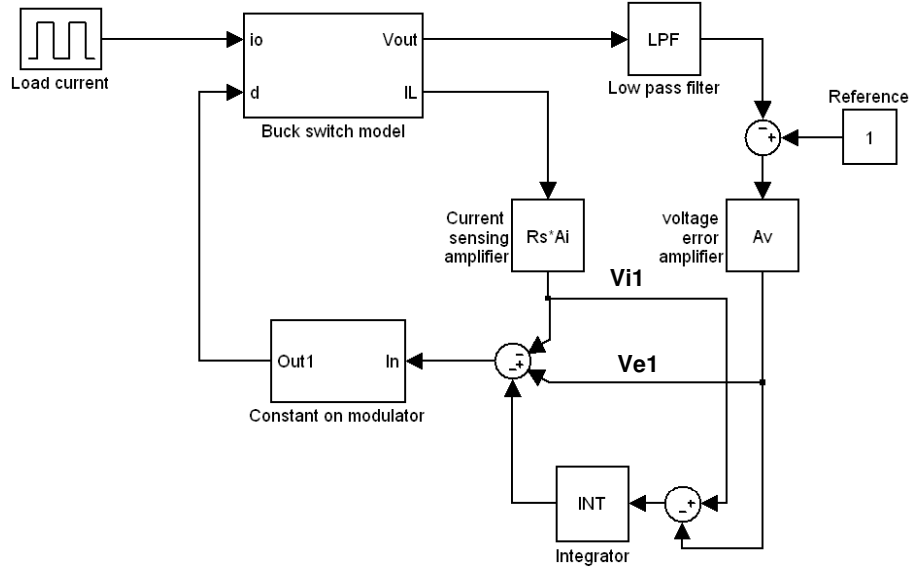 Load current
io
Vout
d
IL
Buck switch model
LPF
Low pass filter
Reference
1
-
+
Current
sensing
amplifier
Rs*Ai
voltage
error
amplifier
Av
Vi1
Out1
In
Constant on modulator
-
+
-
Ve1
INT
Integrator
-
+